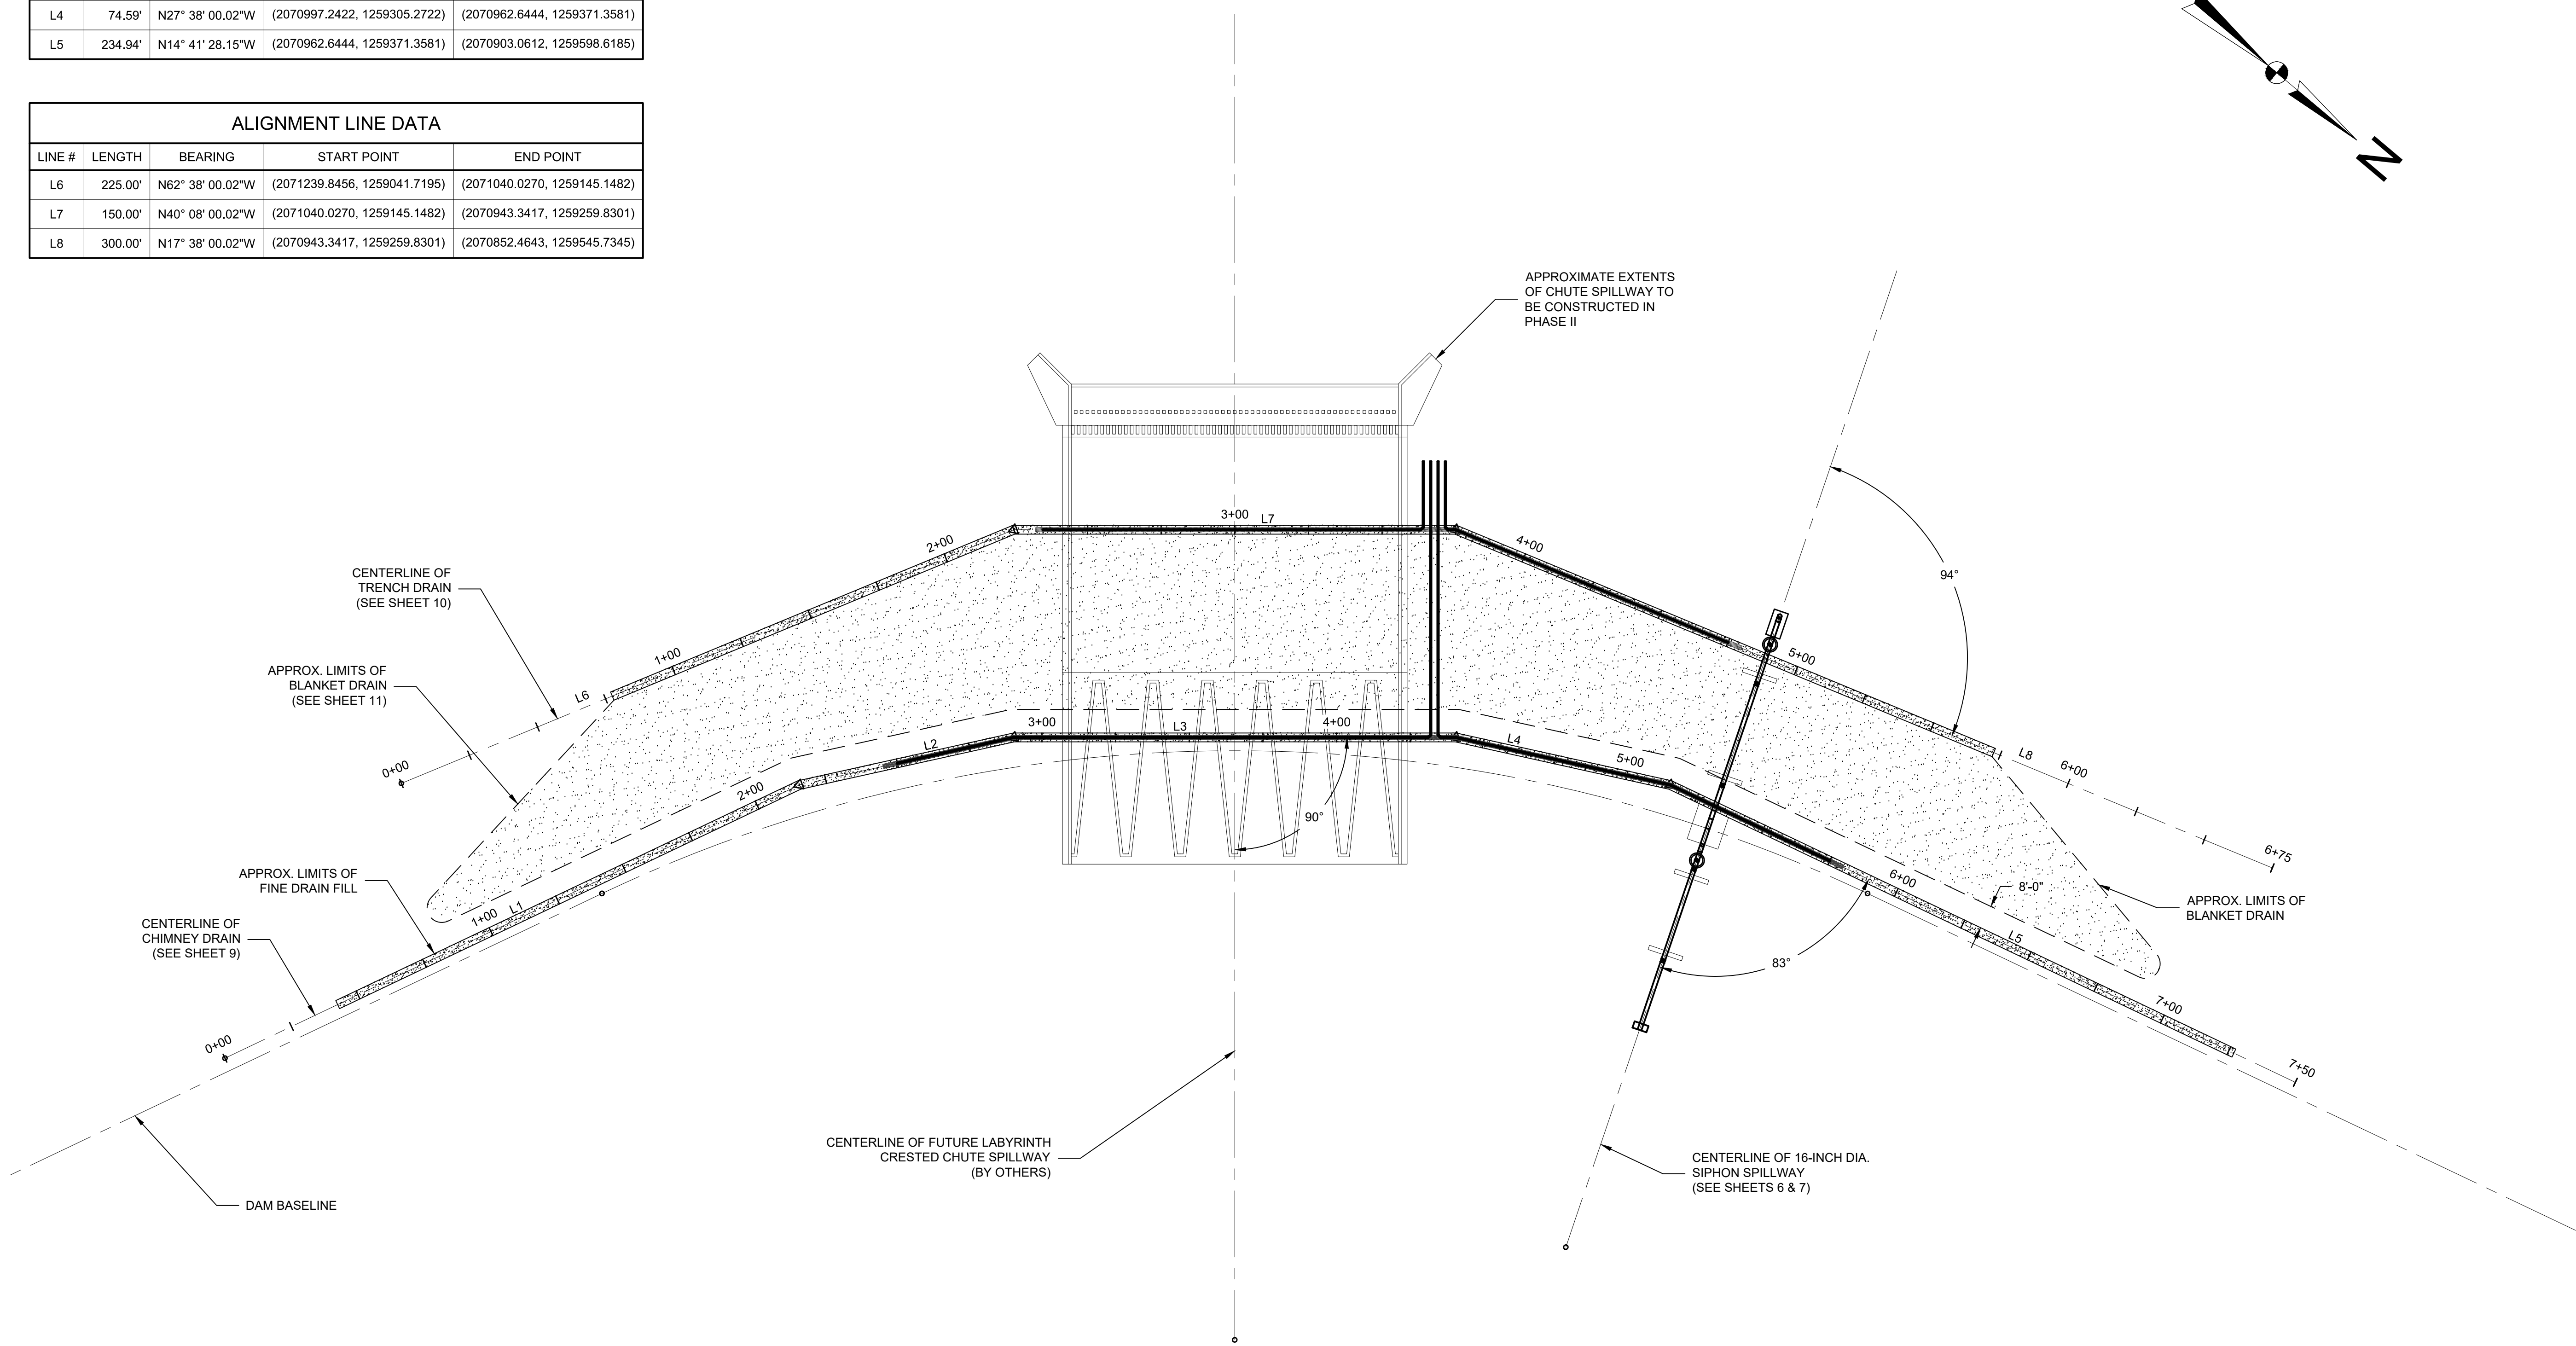 L4 74.59' N27° 38' 00.02"W (2070997.2422, 1259305.2722) (2070962.6444, 1259371.3581)
L5 234.94' N14° 41' 28.15"W (2070962.6444, 1259371.3581) (2070903.0612, 1259598.6185)
ALIGNMENT LINE DATA
LINE # LENGTH BEARING START POINT END POINT
L6 225.00' N62° 38' 00.02"W (2071239.8456, 1259041.7195) (2071040.0270, 1259145.1482)
L7 150.00' N40° 08' 00.02"W (2071040.0270, 1259145.1482) (2070943.3417, 1259259.8301)
L8 300.00' N17° 38' 00.02"W (2070943.3417, 1259259.8301) (2070852.4643, 1259545.7345)
N
APPROXIMATE EXTENTS
OF CHUTE SPILLWAY TO
BE CONSTRUCTED IN
PHASE II
CENTERLINE OF
TRENCH DRAIN
(SEE SHEET 10)
APPROX. LIMITS OF
BLANKET DRAIN
(SEE SHEET 11)
0+00
L6
1+00
2+00
3+00
L7
4+00
5+00
L8
6+00
6+75
94°
APPROX. LIMITS OF
FINE DRAIN FILL
CENTERLINE OF
CHIMNEY DRAIN
(SEE SHEET 9)
0+00
1+00
L1
2+00
L2
3+00
L3
4+00
L4
5+00
6+00
L5
7+00
7+50
90°
83°
8'-0"
APPROX. LIMITS OF
BLANKET DRAIN
CENTERLINE OF FUTURE LABYRINTH
CRESTED CHUTE SPILLWAY
(BY OTHERS)
CENTERLINE OF 16-INCH DIA.
SIPHON SPILLWAY
(SEE SHEETS 6 & 7)
DAM BASELINE